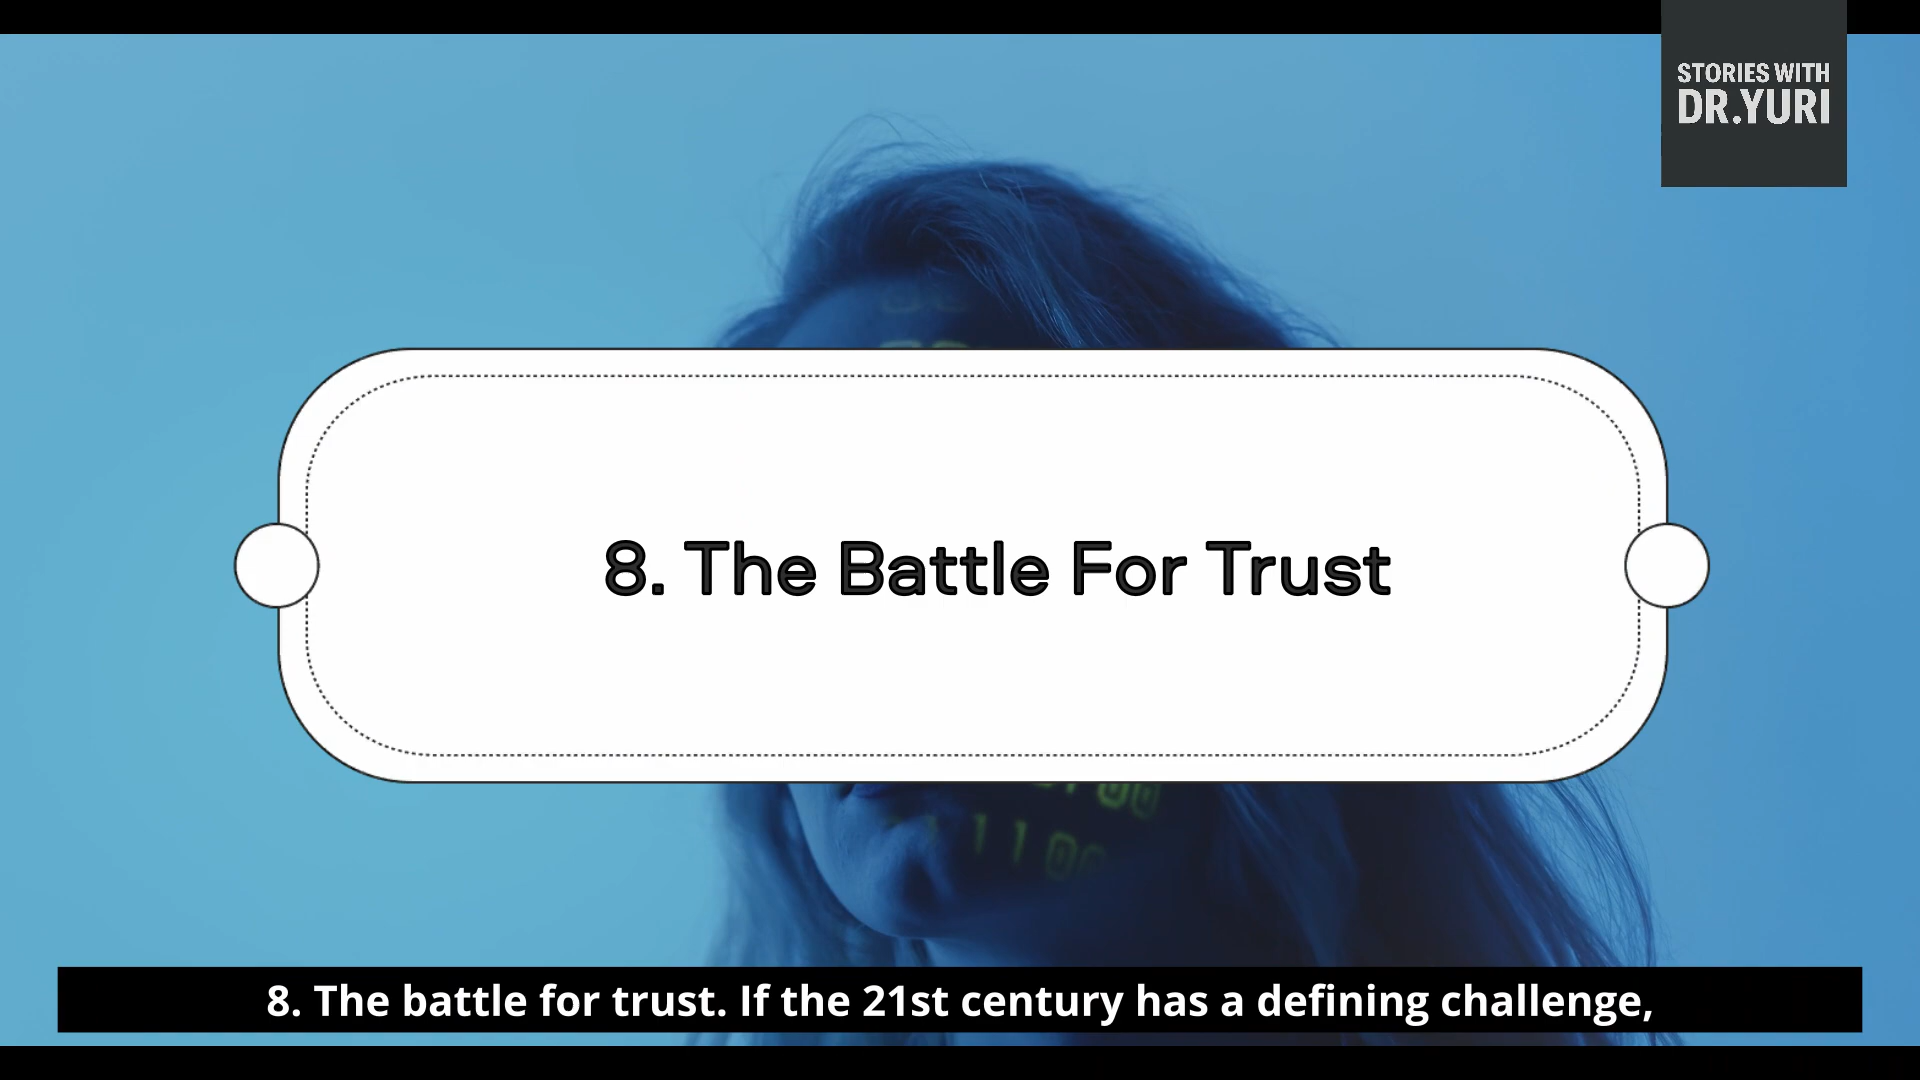 STORIES WITH
DR.YURI
8. The Battle For Trust
8. The battle for trust. If the 21st century has a defining challenge,